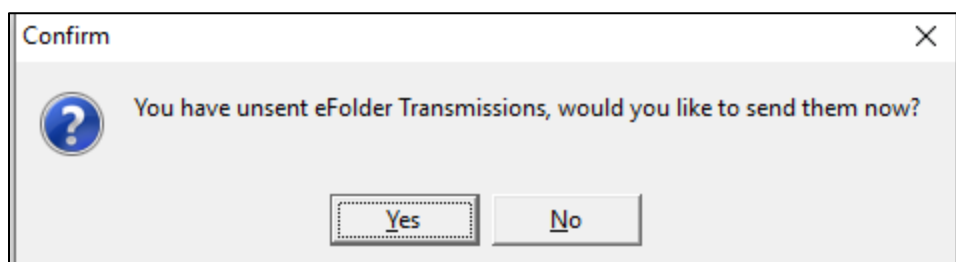 Confirm
?
You have unsent eFolder Transmissions, would you like to send them now?
Yes No